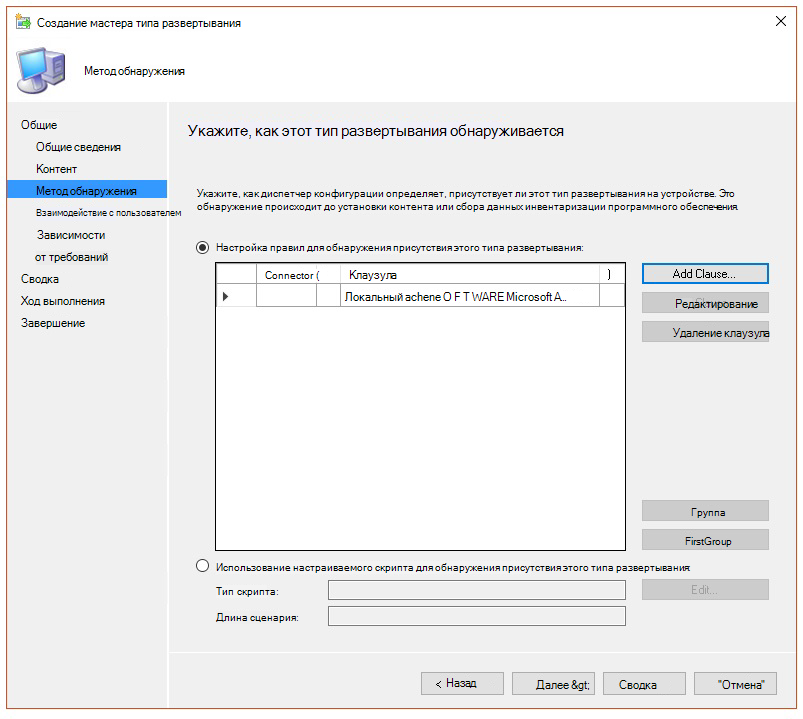 Создание мастера типа развертывания
Метод обнаружения
Общие
Общие сведения
Контент
Метод обнаружения
Взаимодействие с пользователем
Зависимости
от требований
Сводка
Ход выполнения
Завершение
Укажите, как этот тип развертывания обнаруживается
Укажите, как диспетчер конфигурации определяет, присутствует ли этот тип развертывания на устройстве. Это
обнаружение происходит до установки контента или сбора данных инвентаризации программного обеспечения.
Настройка правил для обнаружения присутствия этого типа развертывания:
Connector ( Клаузула )
Локальный achene O F T WARE Microsoft A..
Add Clause...
Редактирование
Удаление клаузула
Группа
FirstGroup
Использование настраиваемого скрипта для обнаружения присутствия этого типа развертывания:
Тип скрипта:
Edit...
Длина сценария:
< Назад
Далее &gt;
Сводка
"Отмена"